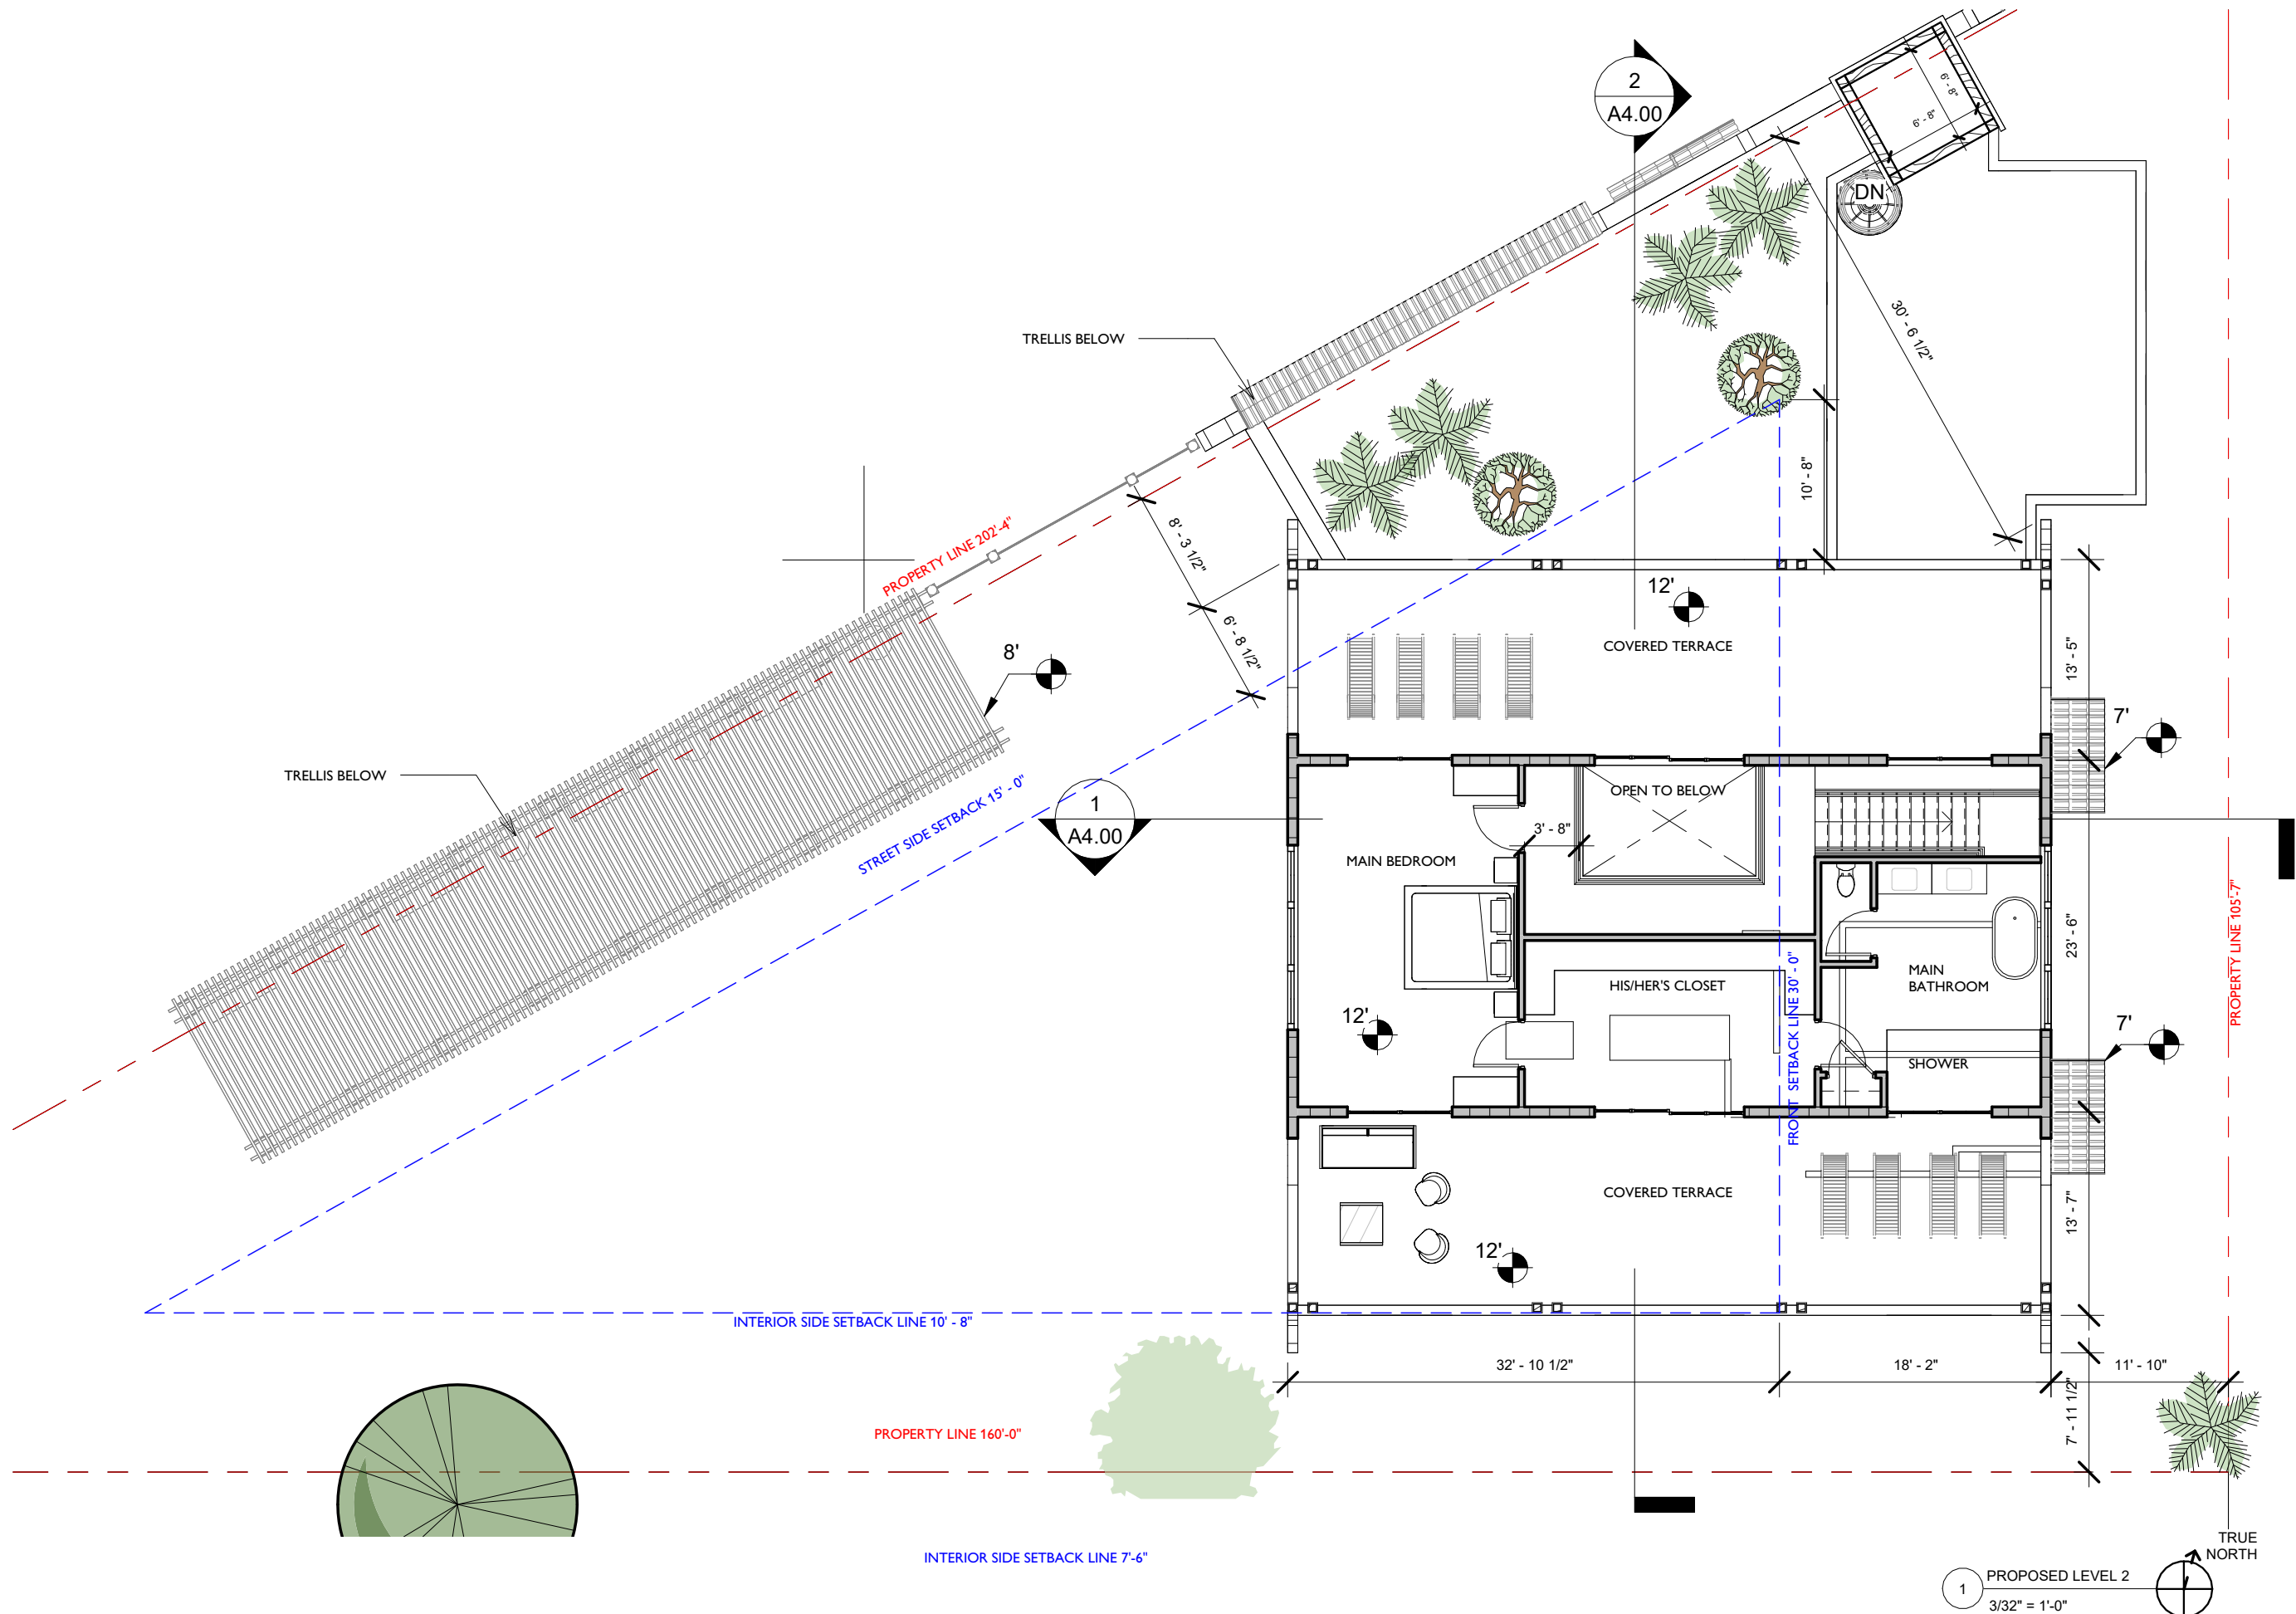 2
A4.00
6' - 8"
6' - 8"
DN
TRELLIS BELOW
30' - 6 1/2"
10' - 8"
8' - 3 1/2"
PROPERTY LINE 202'-4"
6' - 8 1/2"
12'
COVERED TERRACE
8'
13' - 5"
7'
TRELLIS BELOW
STREET SIDE SETBACK 15' - 0"
1
A4.00
OPEN TO BELOW
3' - 8"
MAIN BEDROOM
23' - 6"
PROPERTY LINE 105'-7"
MAIN
BATHROOM
HIS/HER'S CLOSET
FRONT SETBACK LINE 30' - 0"
12'
7'
SHOWER
COVERED TERRACE
13' - 7"
12'
INTERIOR SIDE SETBACK LINE 10' - 8"
32' - 10 1/2"
18' - 2"
11' - 10"
7' - 11 1/2"
PROPERTY LINE 160'-0"
INTERIOR SIDE SETBACK LINE 7'-6"
TRUE
NORTH
1
PROPOSED LEVEL 2
3/32" = 1'-0"